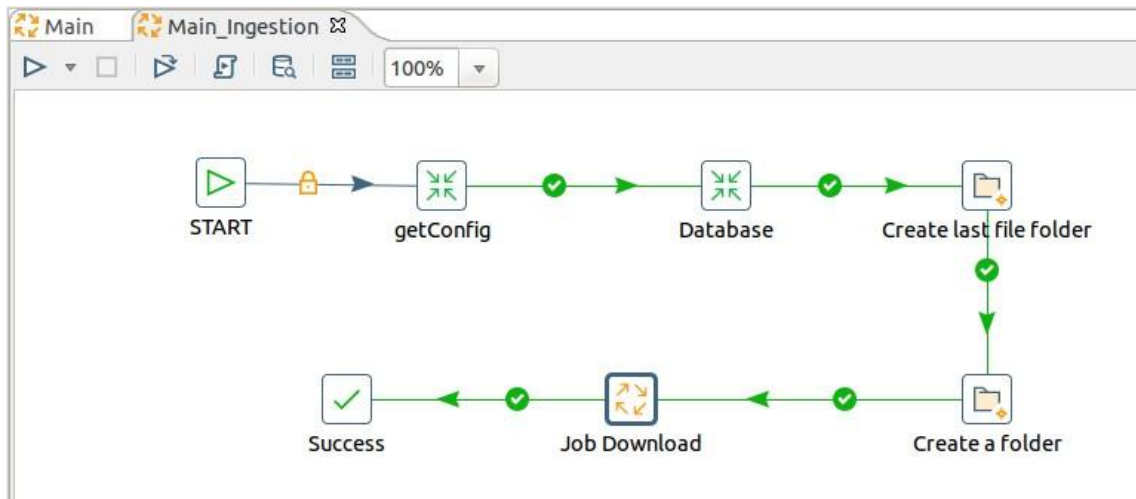 Main
Main_Ingestion
100%
START
getConfig
Database
Create last file folder
Success
Job Download
Create a folder